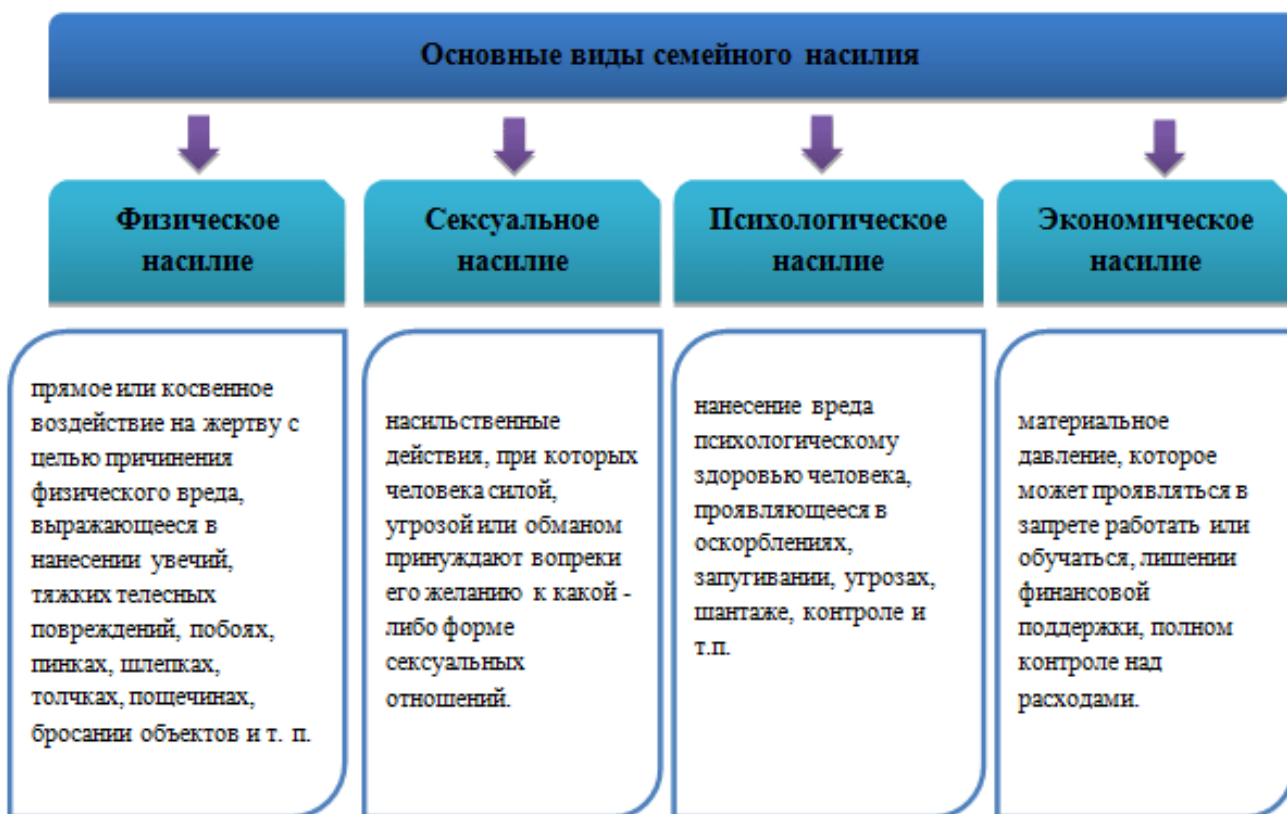 Основные виды семейного насилия
Физическое
насилие
Сексуальное
насилие
Психологическое
насилие
Экономическое
насилие
прямое или косвенное
воздействие на жертву с
целью причинения
физического вреда,
выражающееся в
нанесении увечий,
тяжких телесных
повреждений, побоях,
пинках, шлепках,
толчках, пощечинах,
бросании объектов и т. п.
насильственные
действия, при которых
человека силой,
угрозой или обманом
принуждают вопреки
его желанию к какой -
либо форме
сексуальных
отношений.
нанесение вреда
психологическому
здоровью человека,
проявляющееся в
оскорблениях,
запугивании, угрозах,
шантаже, контроле и
т.п.
материальное
давление, которое
может проявляться в
запрете работать или
обучаться, лишении
финансовой
поддержки, полном
контроле над
расходами.